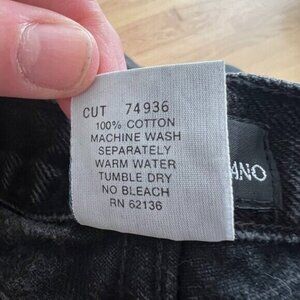 CUT 74936
100% COTTON
MACHINE WASH
SEPARATELY
WARM WATER
TUMBLE DRY
NO BLEACH
RN 62136
ANO